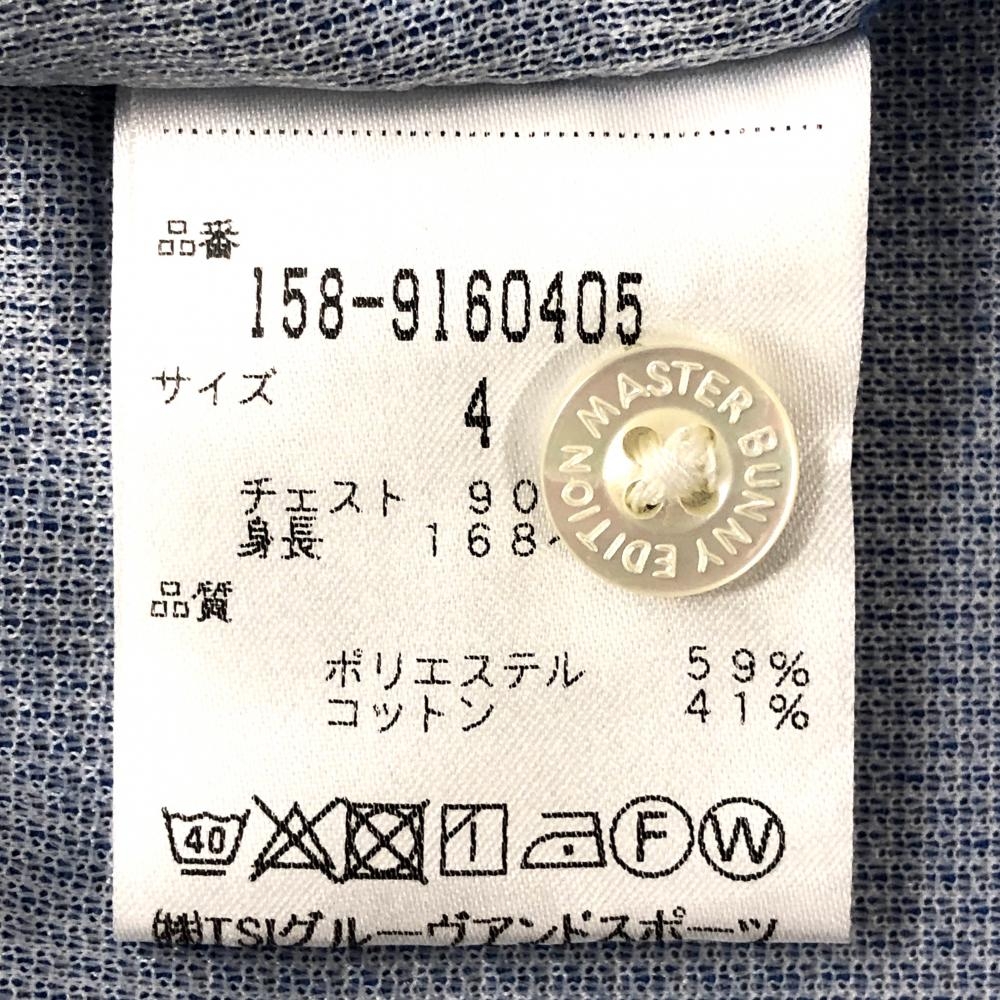 品番
158-9160405
サイズ
4
チェスト 90
身長 168
品質
ポリエステル 59%
コットン 41%
40
F
W
㈱TSIグルーヴアンドスポーツ
MASTER BUNNY EDITION